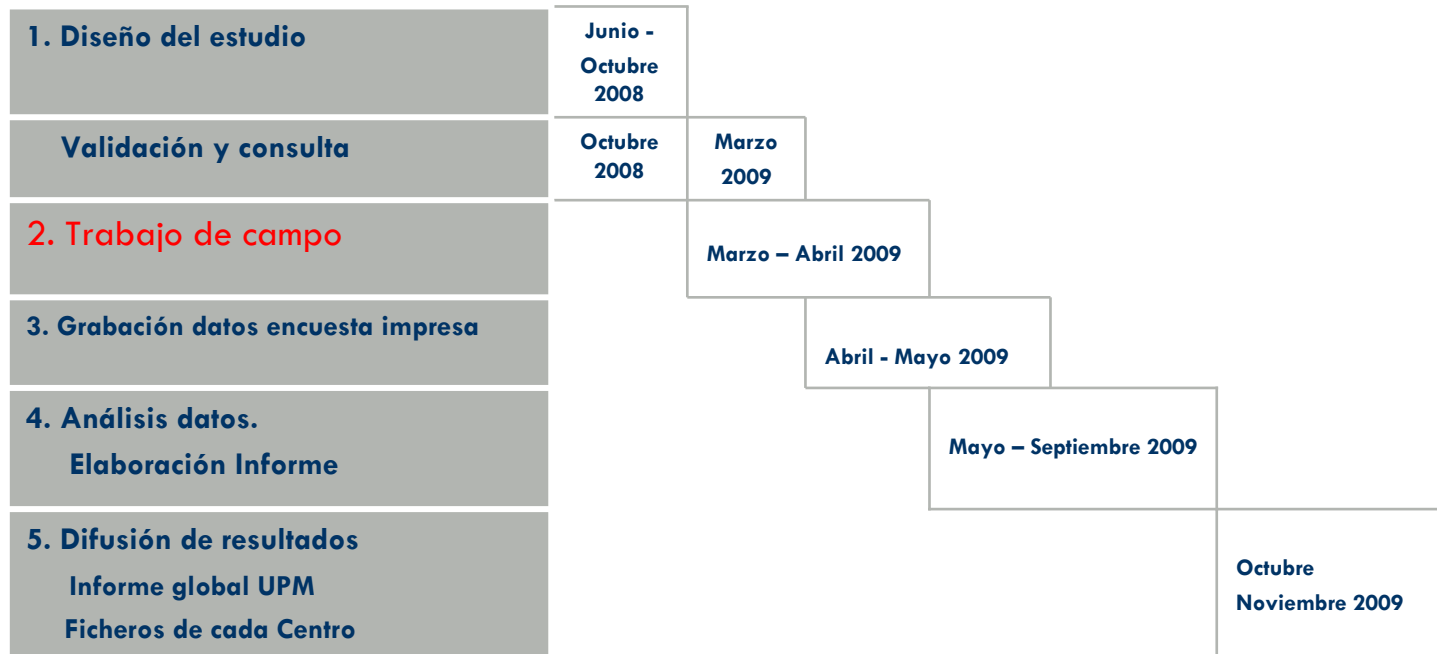 1. Diseño del estudio
Junio -
Octubre
2008
Validación y consulta
Octubre
2008
Marzo
2009
2. Trabajo de campo
Marzo – Abril 2009
3. Grabación datos encuesta impresa
Abril - Mayo 2009
4. Análisis datos.
Elaboración Informe
Mayo – Septiembre 2009
5. Difusión de resultados
Informe global UPM
Ficheros de cada Centro
Octubre
Noviembre 2009